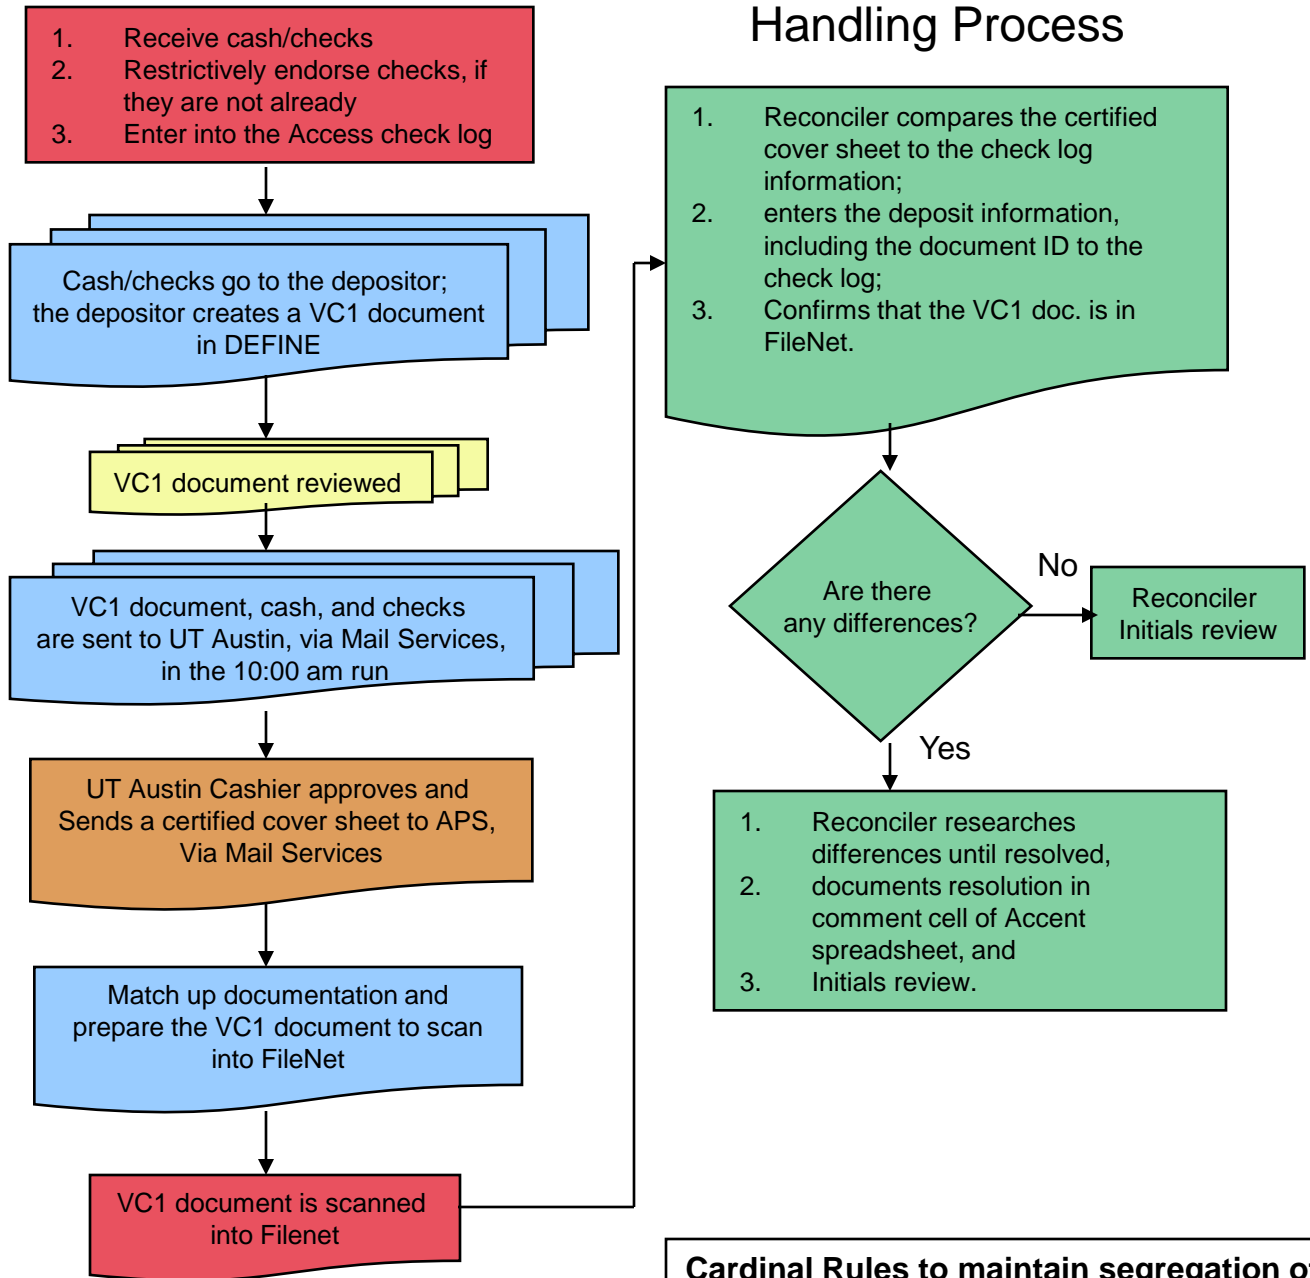 Handling Process
1. Receive cash/checks
2. Restrictively endorse checks, if
they are not already
3. Enter into the Access check log
Cash/checks go to the depositor;
the depositor creates a VC1 document
in DEFINE
VC1 document reviewed
VC1 document, cash, and checks
are sent to UT Austin, via Mail Services,
in the 10:00 am run
UT Austin Cashier approves and
Sends a certified cover sheet to APS,
Via Mail Services
Match up documentation and
prepare the VC1 document to scan
into FileNet
VC1 document is scanned
into Filenet
1. Reconciler compares the certified
cover sheet to the check log
information;
2. enters the deposit information,
including the document ID to the
check log;
3. Confirms that the VC1 doc. is in
FileNet.
Are there
any differences?
No
Reconciler
Initials review
Yes
1. Reconciler researches
differences until resolved,
2. documents resolution in
comment cell of Accent
spreadsheet, and
3. Initials review.
Cardinal Rules to maintain segregation of